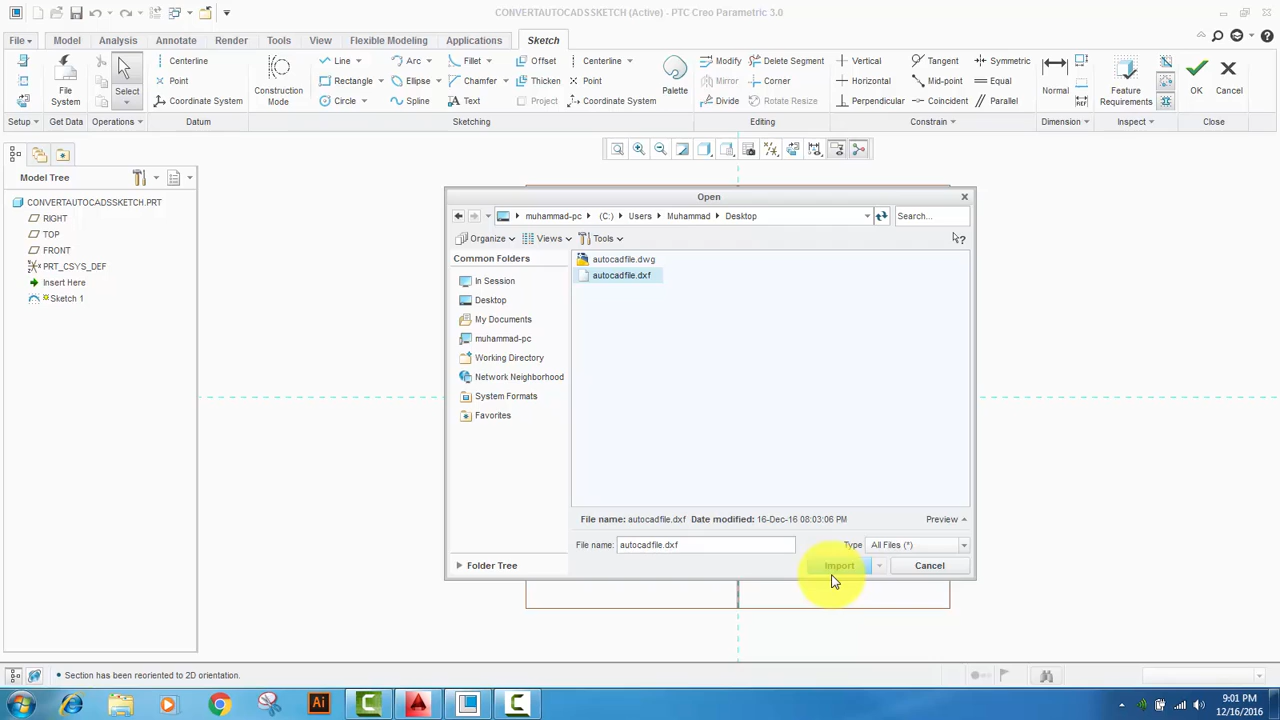 CONVERTAUTOCADSSKETCH (Active) - PTC Creo Parametric 3.0
File Model Analysis Annotate Render Tools View Flexible Modeling Applications Sketch
Centerline Line Arc Fillet Offset Centerline Modify Delete Segment Vertical Tangent Symmetric
Point Rectangle Ellipse Chamfer Thicken Point Mirror Corner Horizontal Mid-point Equal
File System Select Coordinate System Construction Mode Circle Spline Text Project Coordinate System Palette Divide Rotate Resize Perpendicular Coincident Parallel Normal Feature Requirements OK Cancel
Setup Get Data Operations Datum Sketching Editing Constrain Dimension Inspect Close
Model Tree
CONVERTAUTOCADSSKETCH.PRT
RIGHT
TOP
FRONT
PRT_CSYS_DEF
Insert Here
Sketch 1
Open
muhammad-pc (C:) Users Muhammad Desktop Search...
Organize Views Tools
Common Folders
In Session
Desktop
My Documents
muhammad-pc
Working Directory
Network Neighborhood
System Formats
Favorites
Folder Tree
autocadfile.dwg
autocadfile.dxf
File name: autocadfile.dxf Date modified: 16-Dec-16 08:03:06 PM Preview
File name: autocadfile.dxf Type All Files (*)
Import Cancel
Section has been reoriented to 2D orientation.
Ai
9:01 PM
12/16/2016